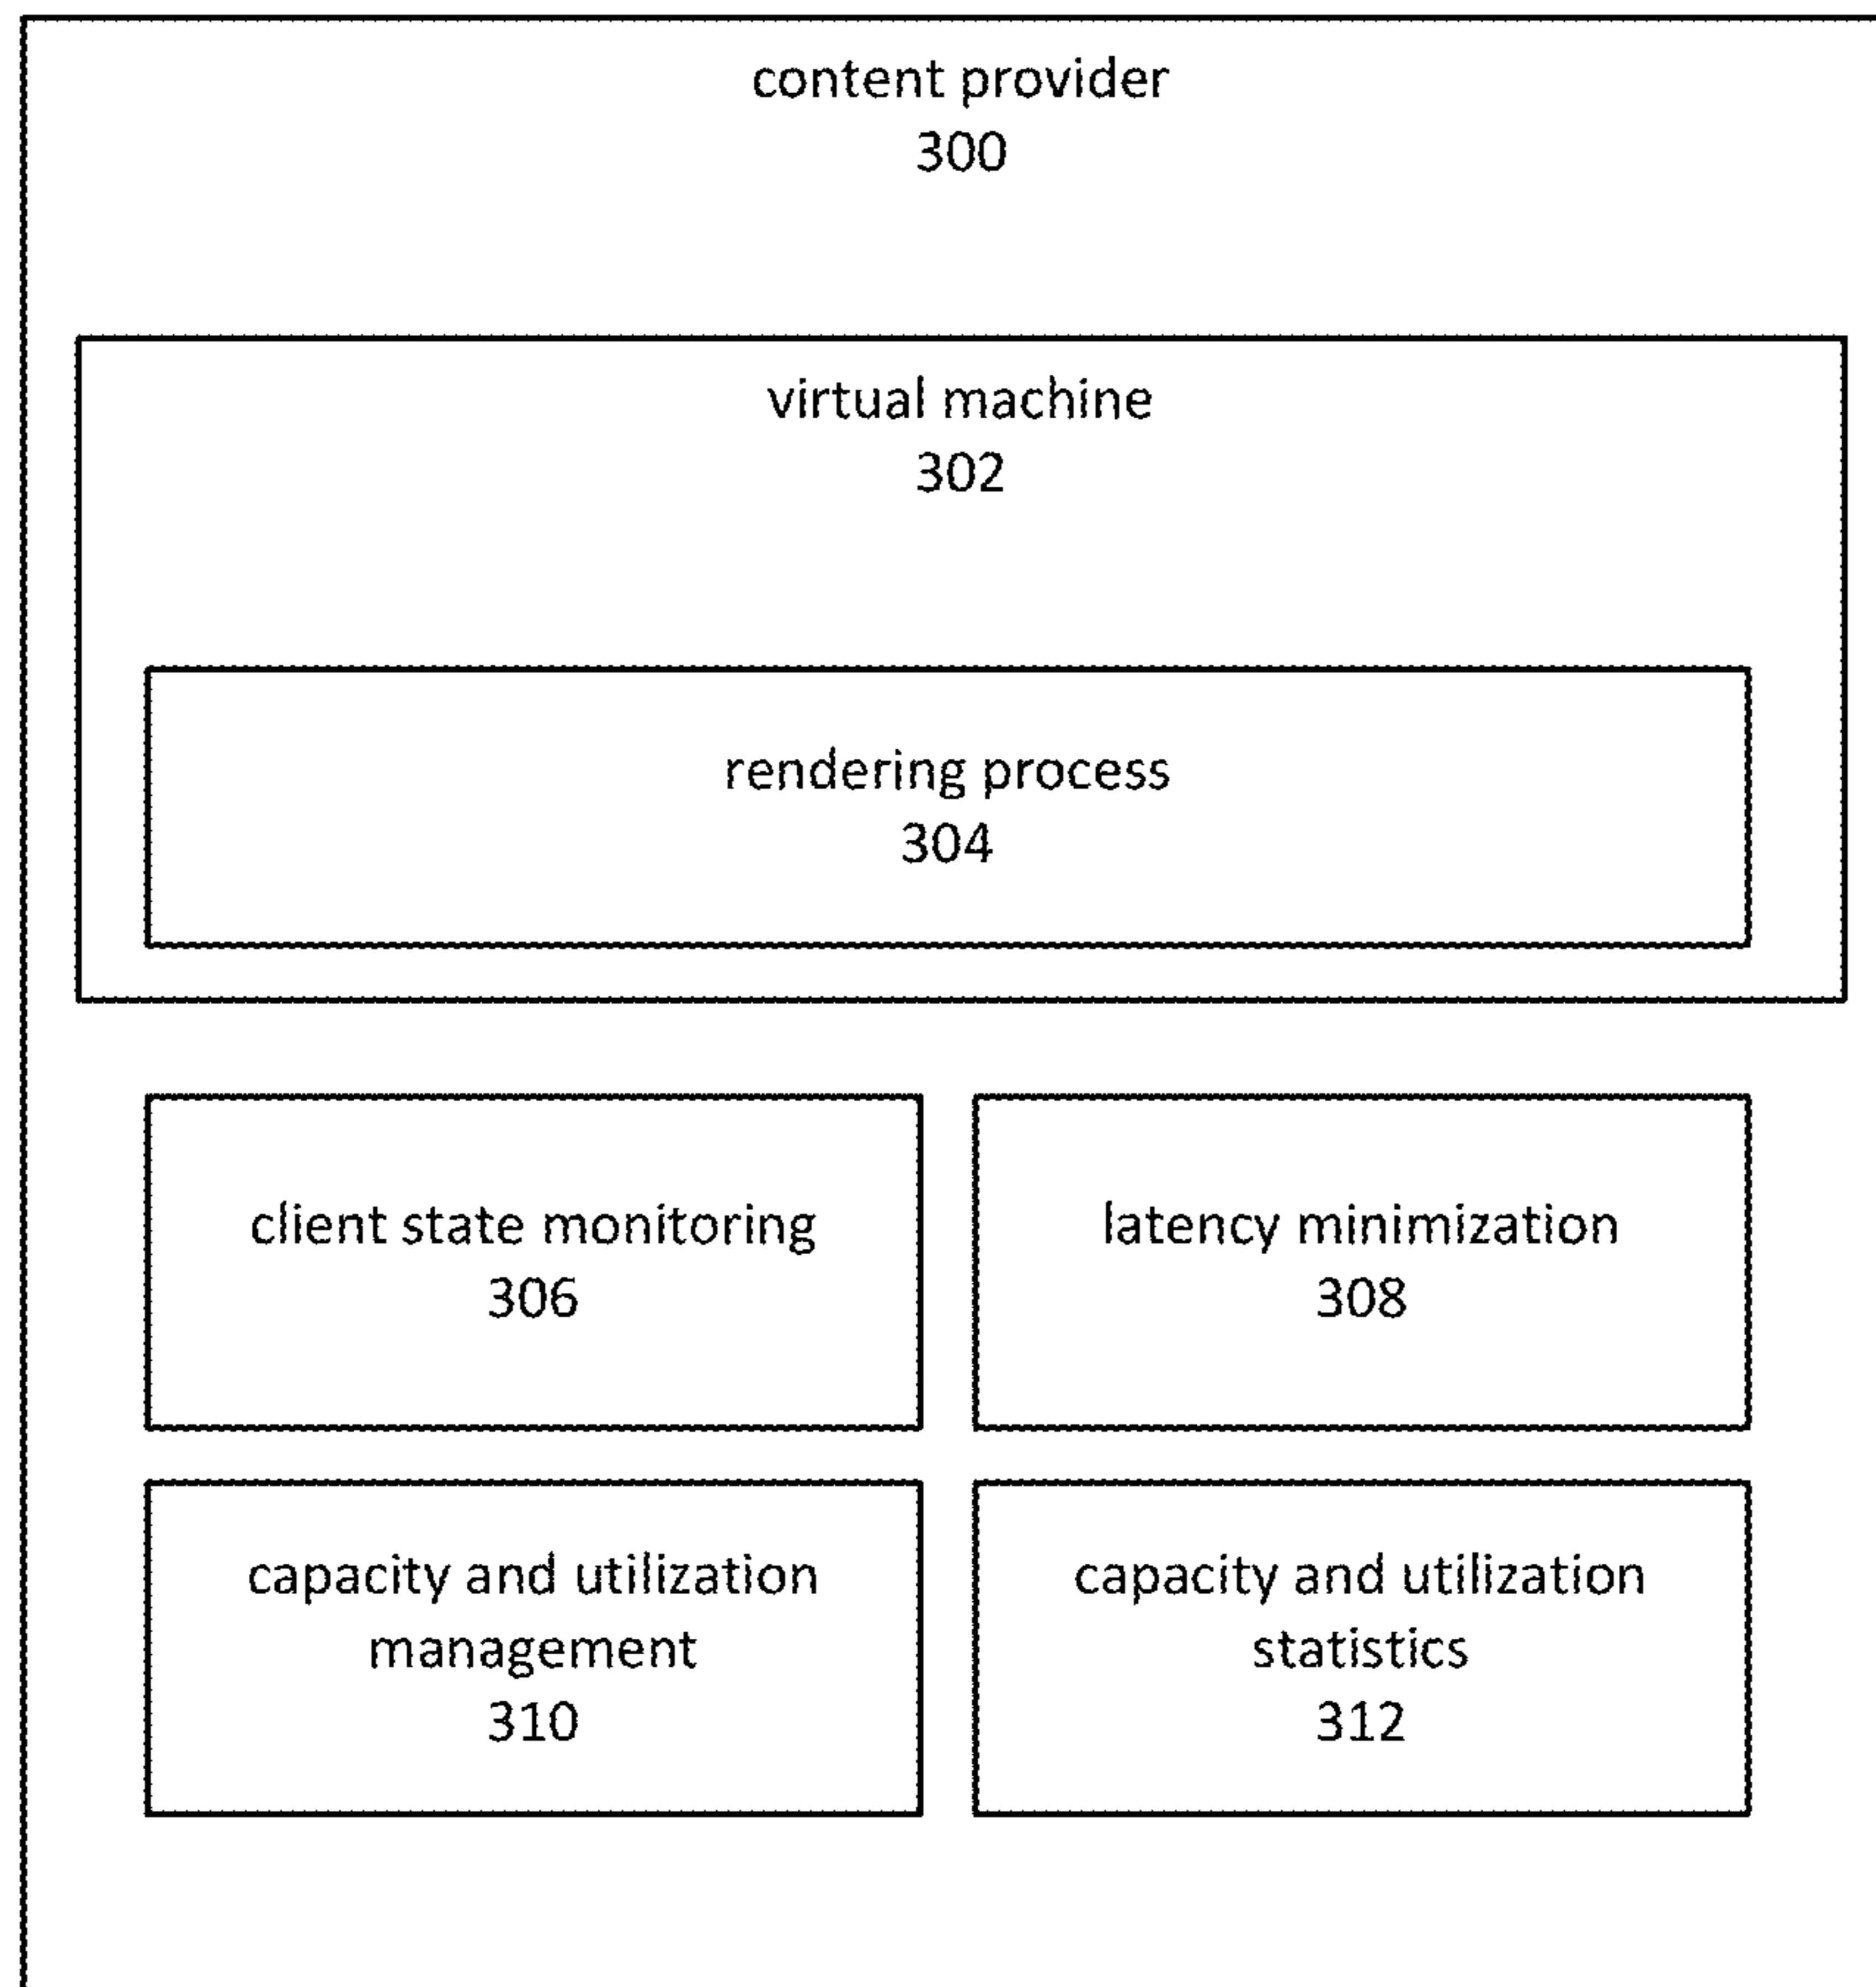 content provider
300
virtual machine
302
rendering process
304
client state monitoring
306
latency minimization
308
capacity and utilization
management
310
capacity and utilization
statistics
312